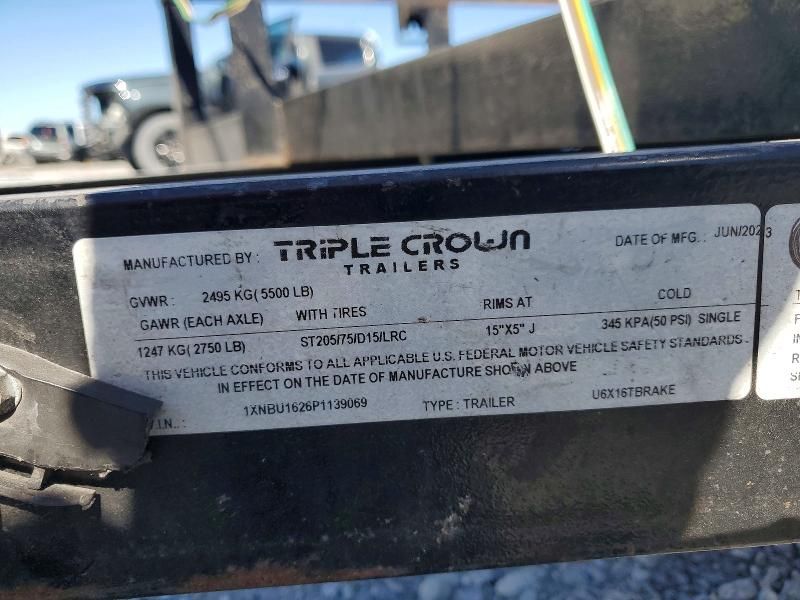 MANUFACTURED BY : TRIPLE CROWN DATE OF MFG. : JUN/2023
TRAILERS
GVWR : 2495 KG( 5500 LB)
GAWR (EACH AXLE) WITH TIRES RIMS AT COLD
1247 KG( 2750 LB) ST205/75/D15/LRC 15"X5" J 345 KPA(50 PSI) SINGLE
THIS VEHICLE CONFORMS TO ALL APPLICABLE U.S. FEDERAL MOTOR VEHICLE SAFETY STANDARDS
IN EFFECT ON THE DATE OF MANUFACTURE SHOWN ABOVE
V.I.N.. : 1XNBU1626P1139069 TYPE : TRAILER U6X16TBRAKE